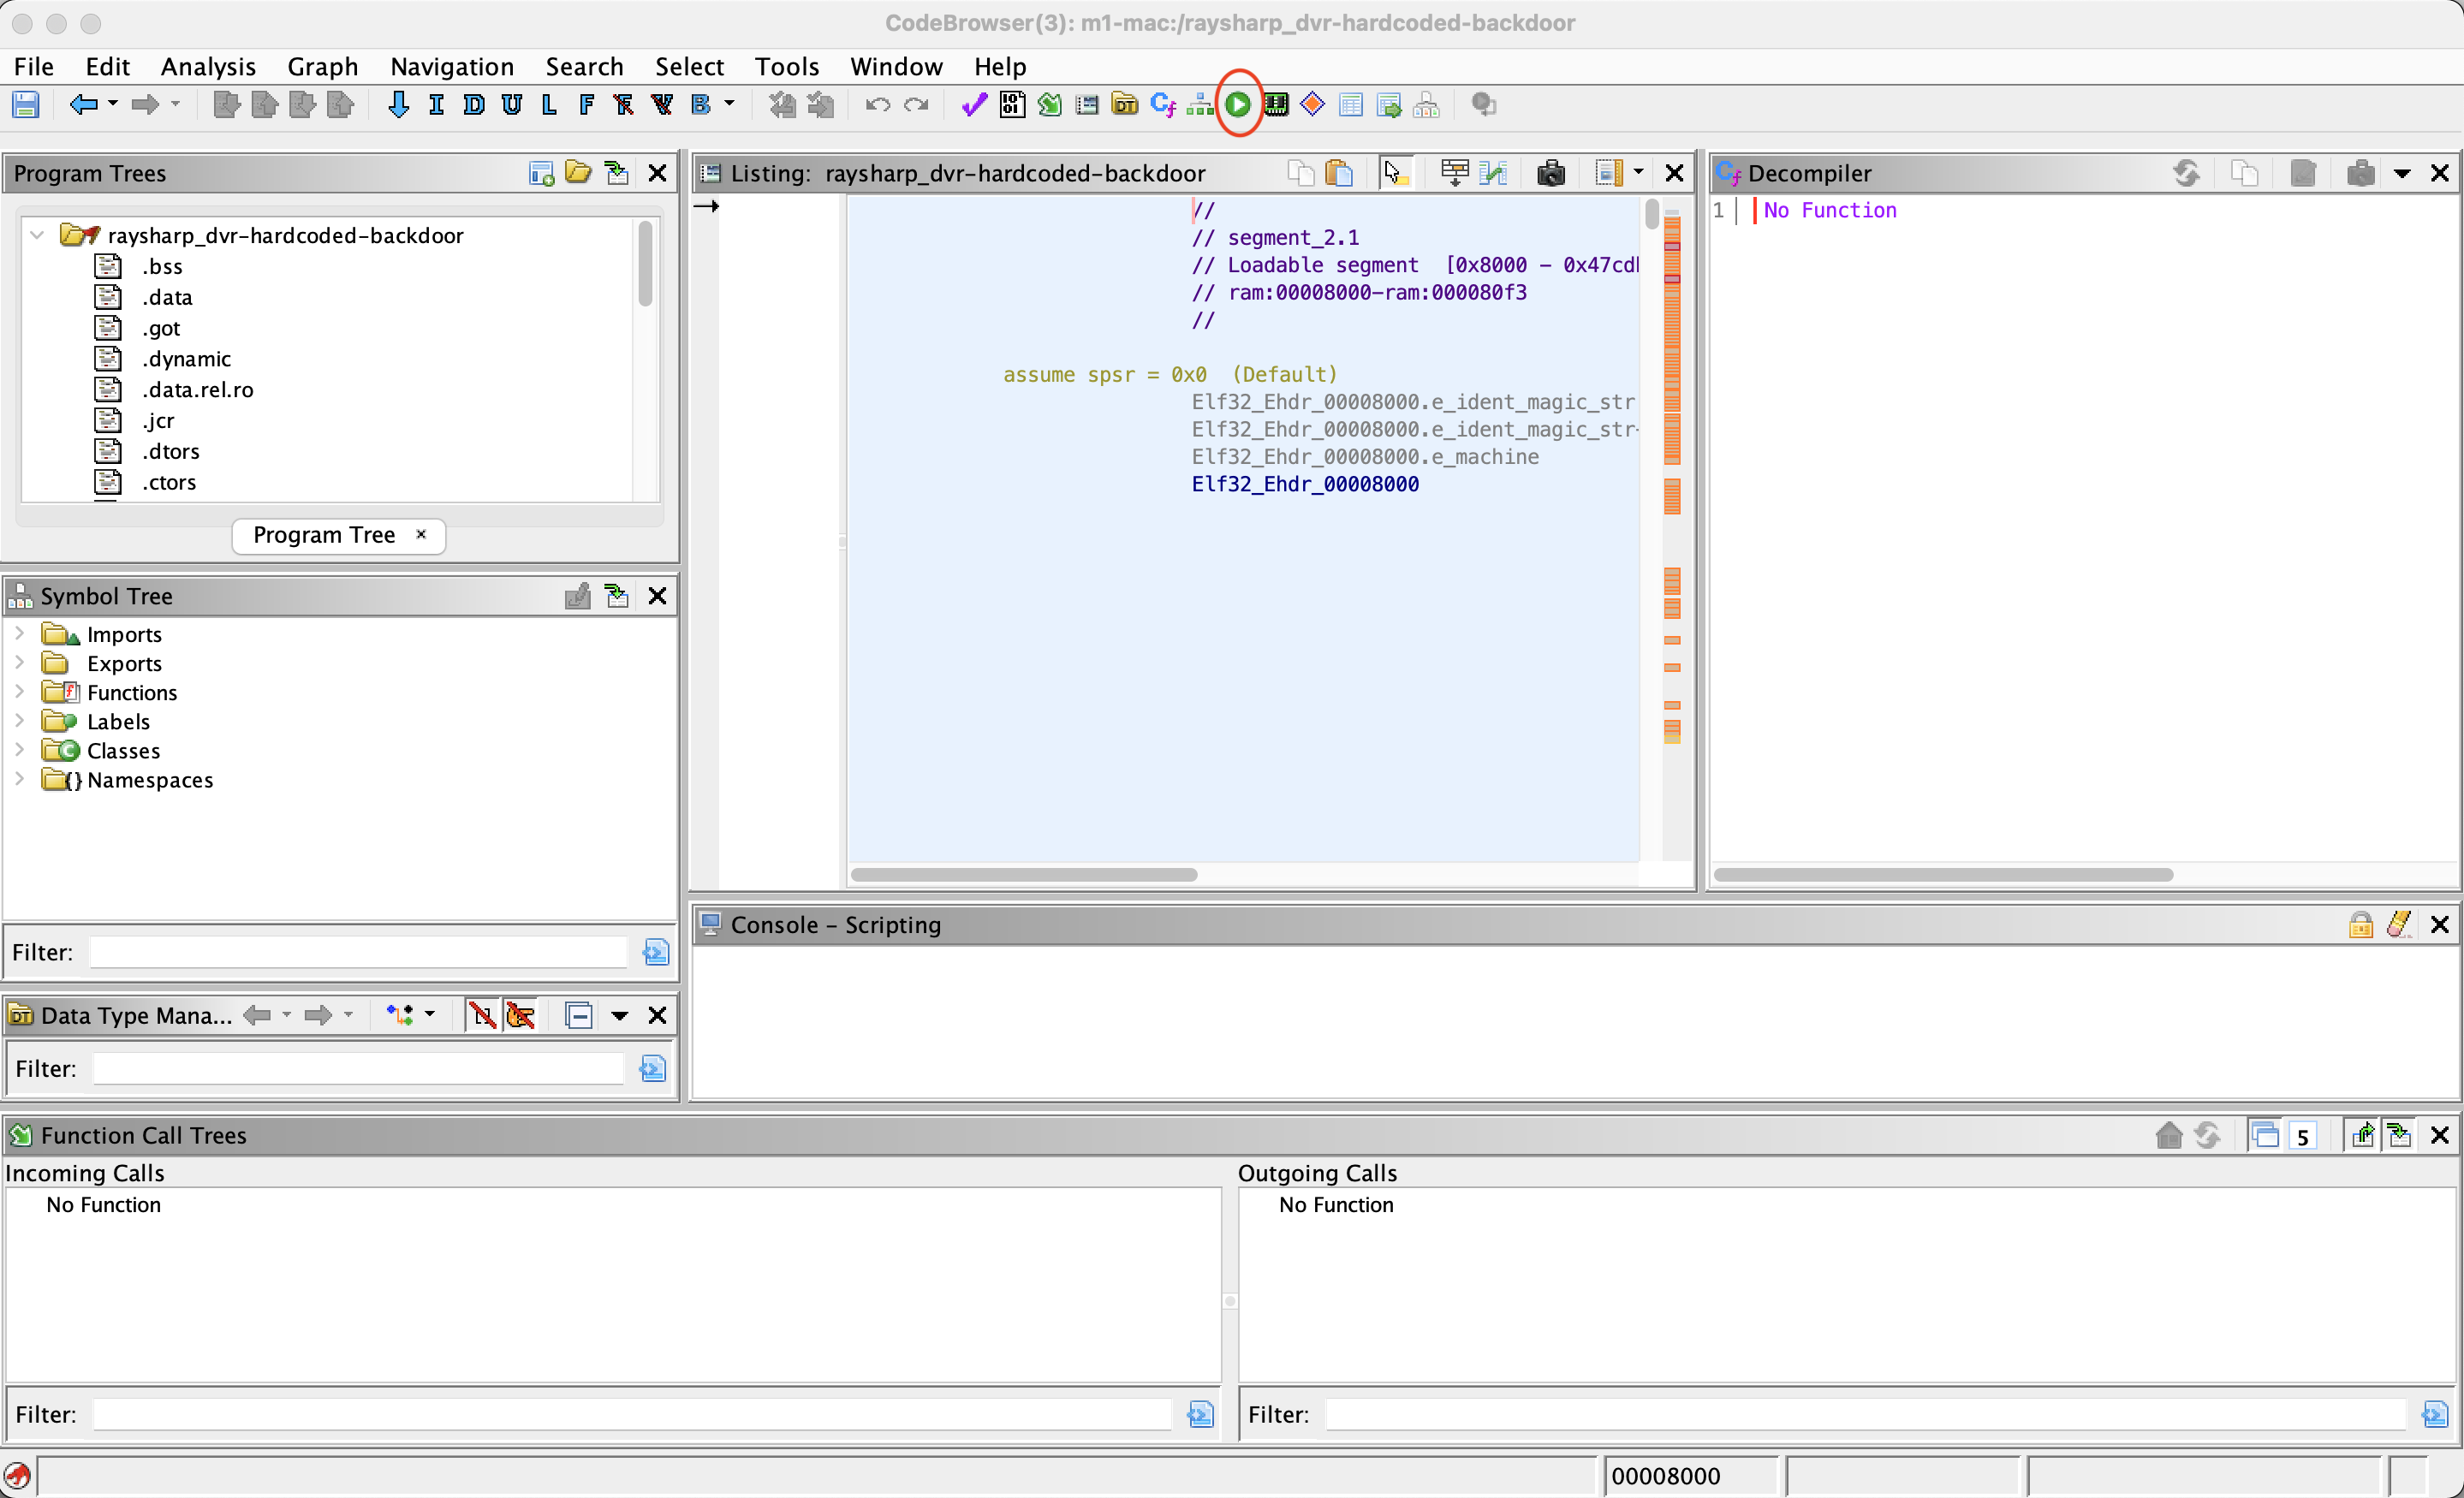 CodeBrowser(3): m1-mac:/raysharp_dvr-hardcoded-backdoor
File Edit Analysis Graph Navigation Search Select Tools Window Help
I D U L F F V B
Program Trees
raysharp_dvr-hardcoded-backdoor
.bss
.data
.got
.dynamic
.data.rel.ro
.jcr
.dtors
.ctors
Program Tree ×
Symbol Tree
Imports
Exports
Functions
Labels
Classes
Namespaces
Filter:
Data Type Mana...
Filter:
Listing: raysharp_dvr-hardcoded-backdoor
//
// segment_2.1
// Loadable segment [0x8000 - 0x47cd
// ram:00008000-ram:000080f3
//
assume spsr = 0x0 (Default)
Elf32_Ehdr_00008000.e_ident_magic_str
Elf32_Ehdr_00008000.e_ident_magic_str
Elf32_Ehdr_00008000.e_machine
Elf32_Ehdr_00008000
Decompiler
1 No Function
Console - Scripting
Function Call Trees
5
Incoming Calls
No Function
Filter:
Outgoing Calls
No Function
Filter:
00008000